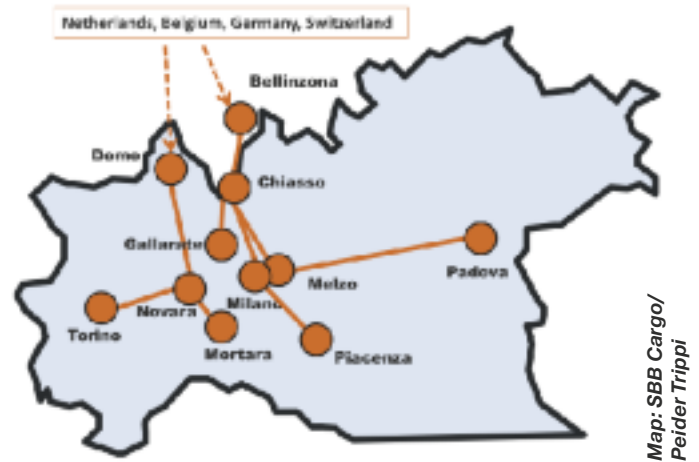 Netherlands, Belgium, Germany, Switzerland
Bellinzona
Domo
Chiasso
Gallarate
Melzo
Padova
Milano
Novara
Torino
Mortara
Piacenza
Map: SBB Cargo/
Peider Trippi